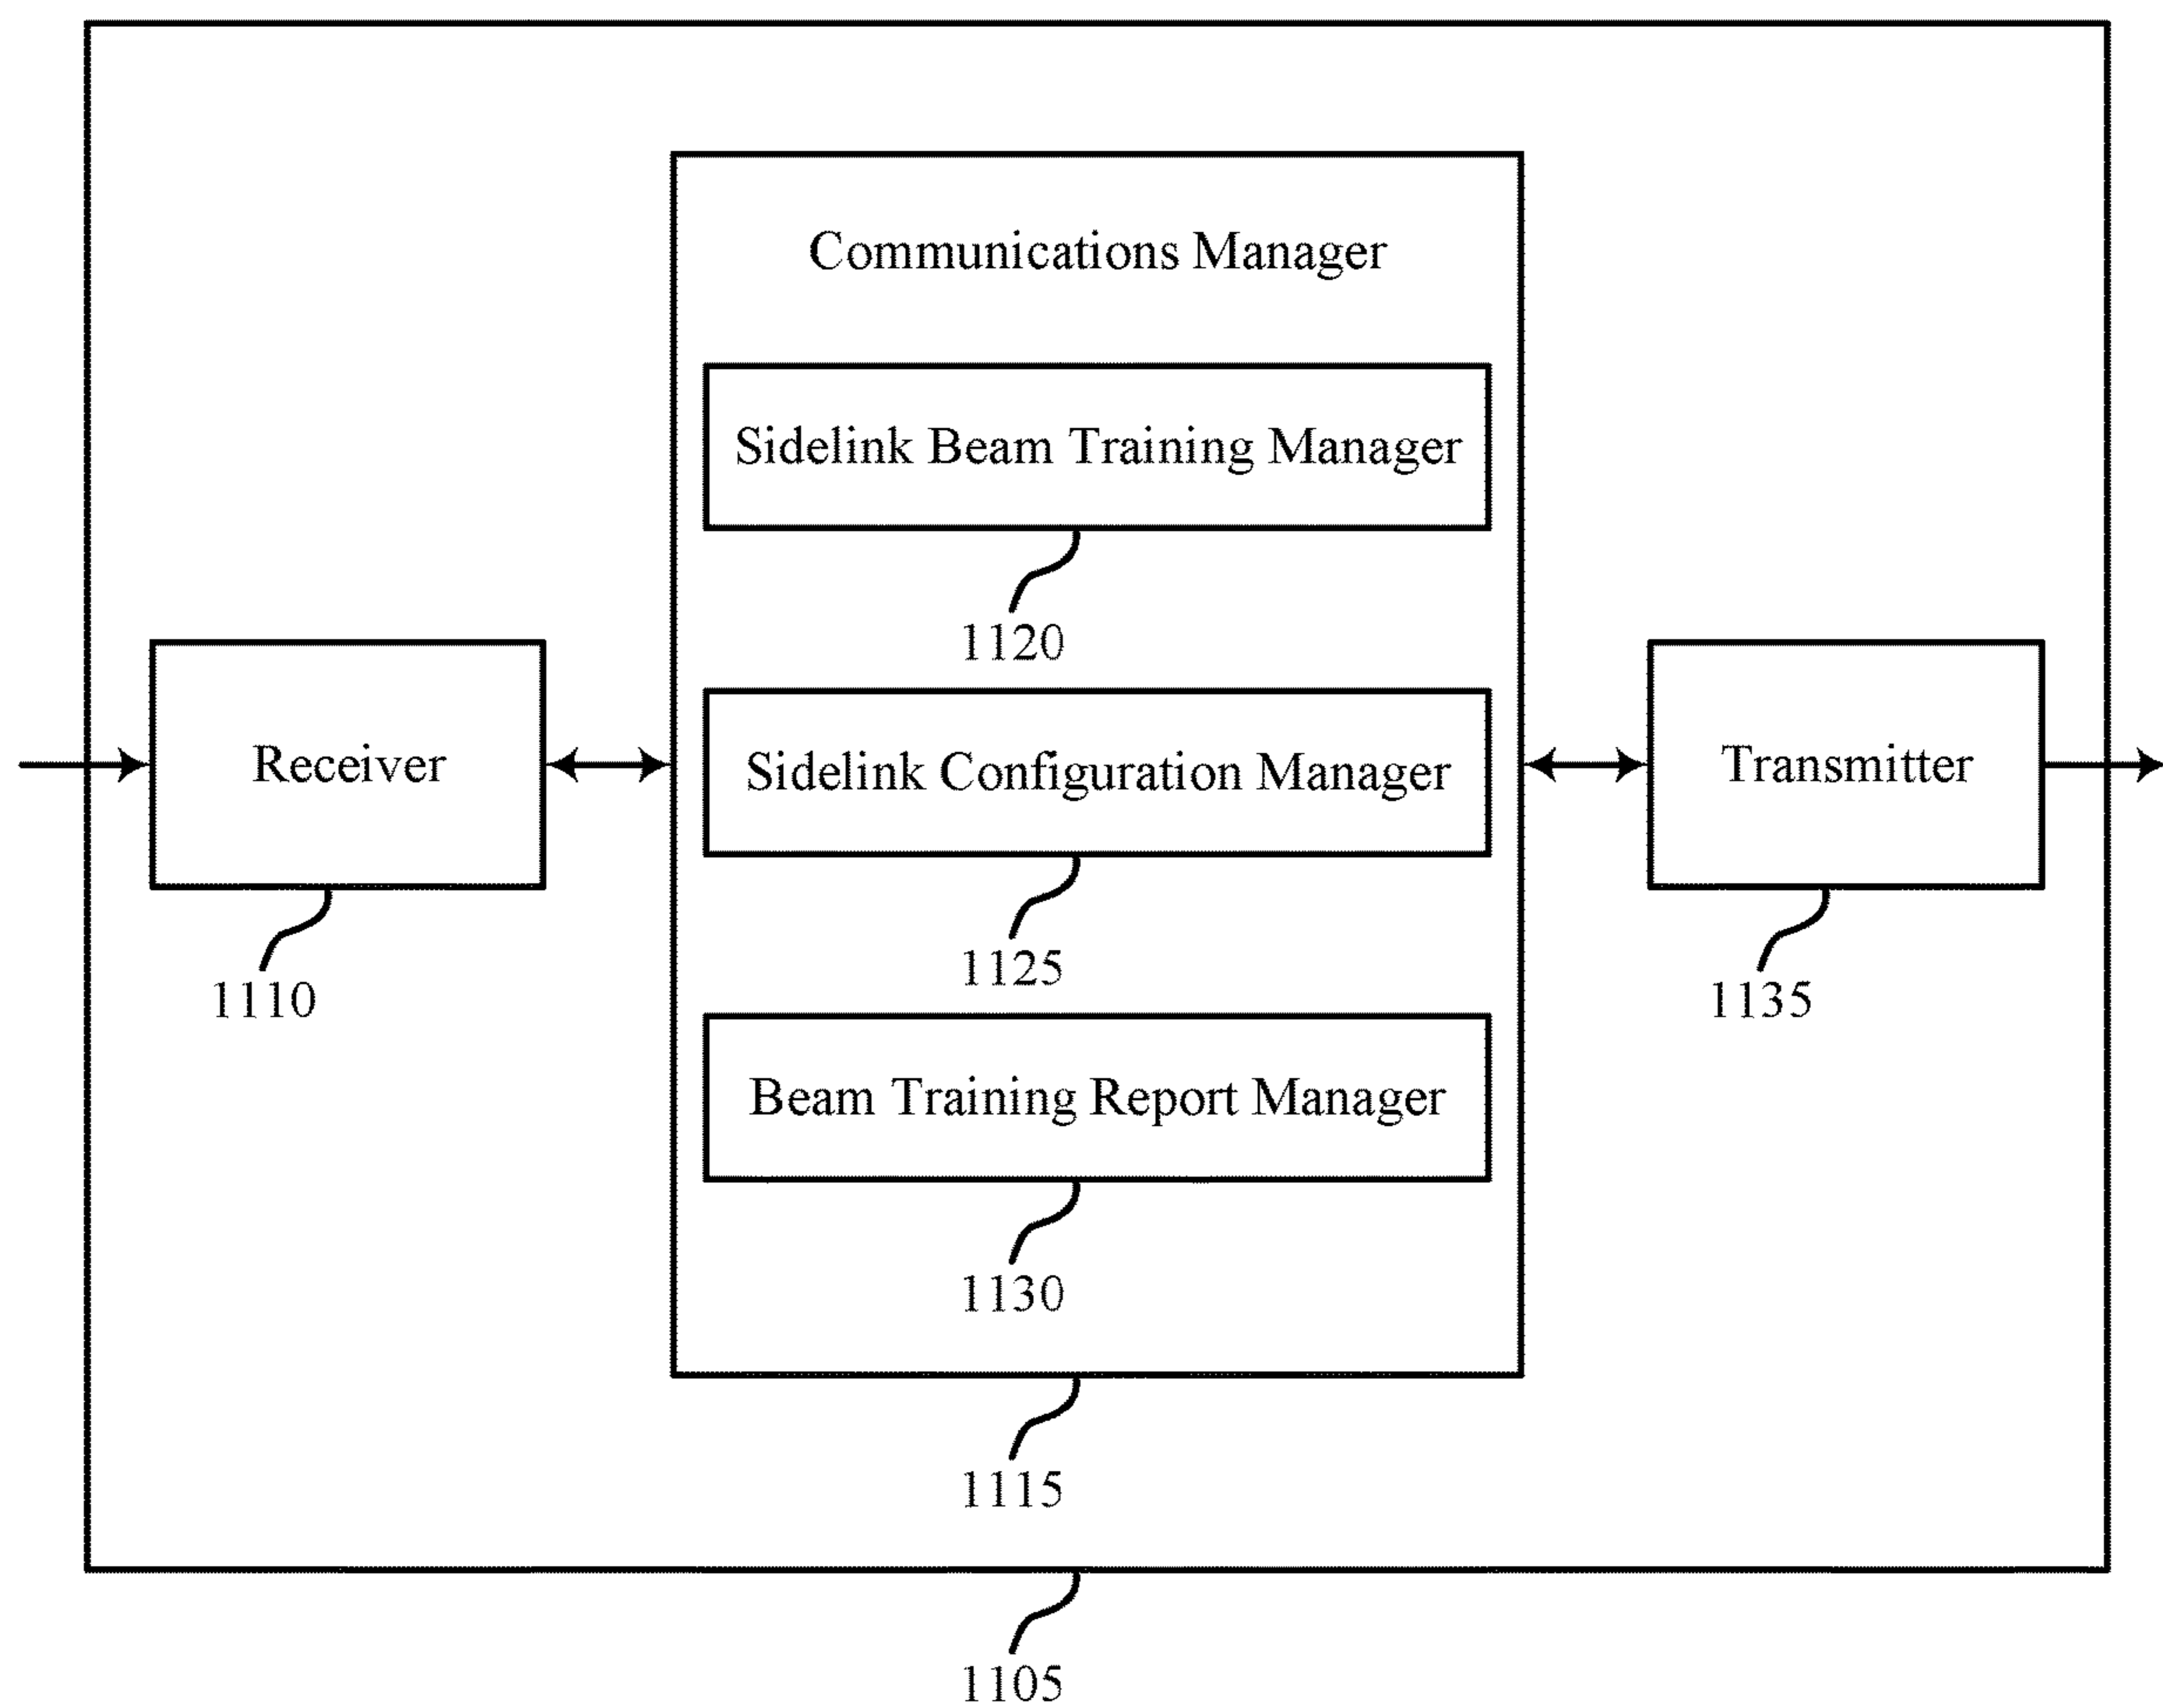 Communications Manager
Sidelink Beam Training Manager
1120
Receiver
1110
Sidelink Configuration Manager
1125
Transmitter
1135
Beam Training Report Manager
1130
1115
1105